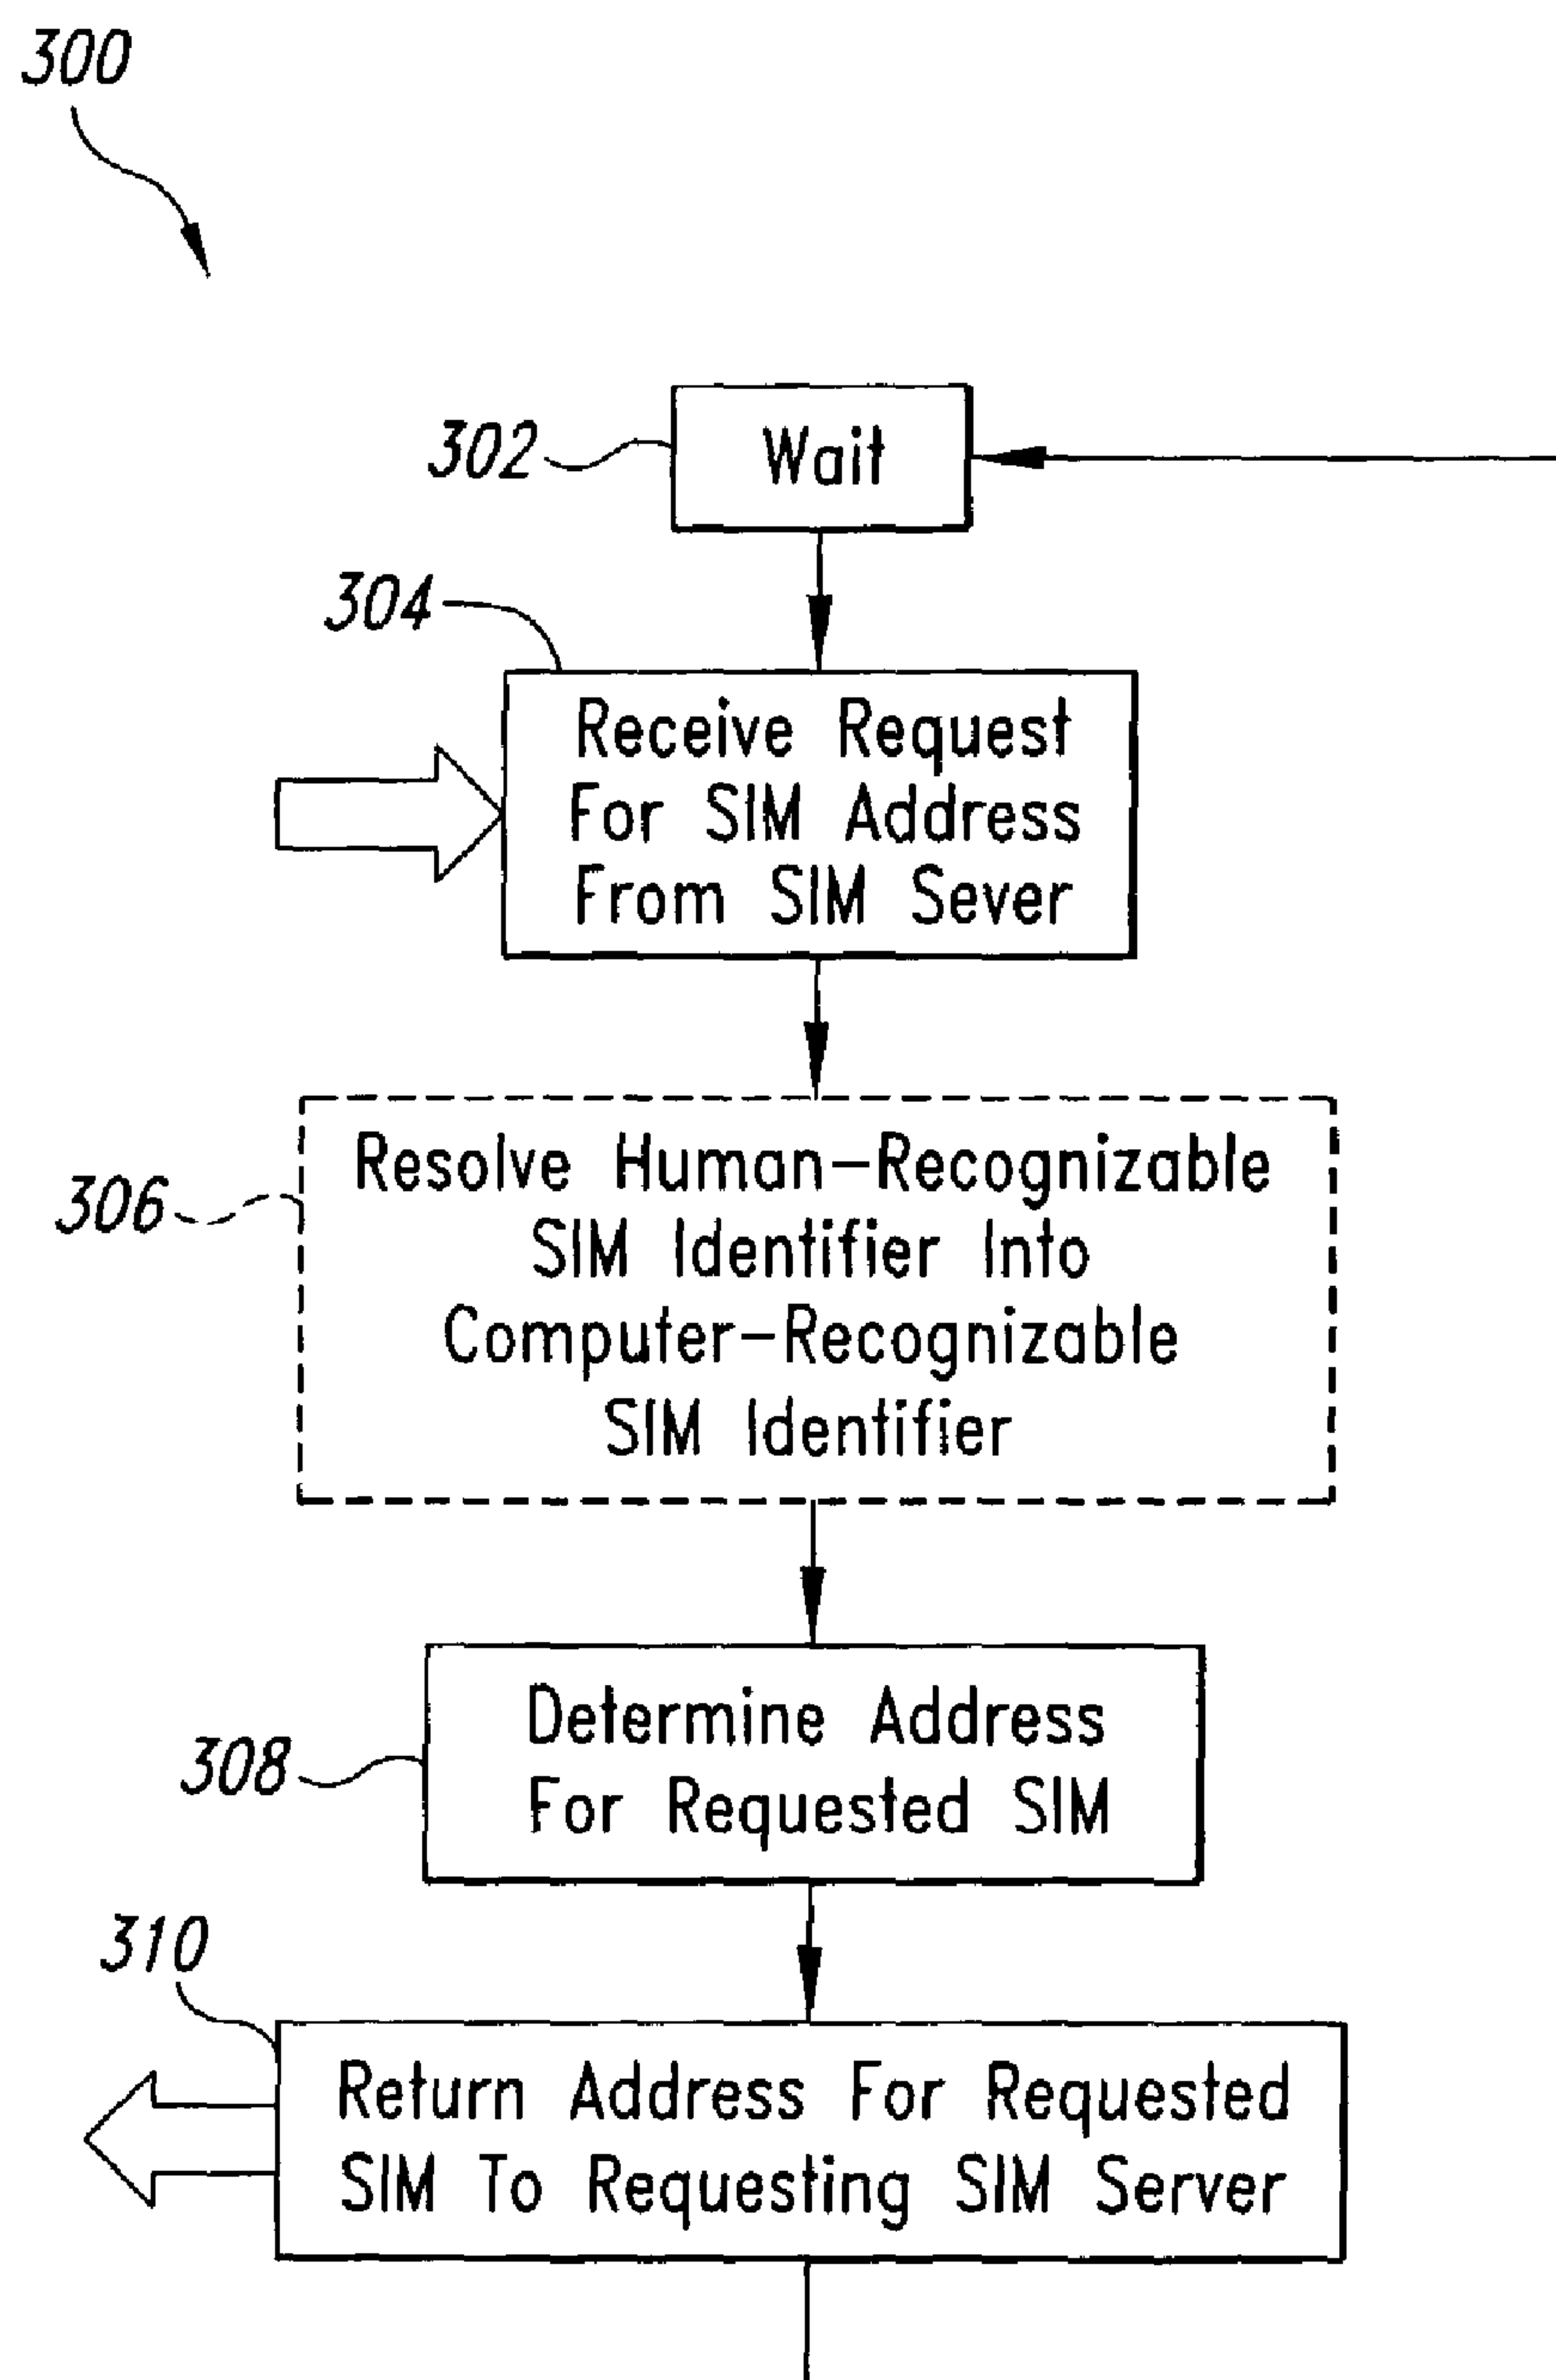 300
302
Wait
304
Receive Request
For SIM Address
From SIM Sever
306
Resolve Human-Recognizable
SIM Identifier Into
Computer-Recognizable
SIM Identifier
308
Determine Address
For Requested SIM
310
Return Address For Requested
SIM To Requesting SIM Server